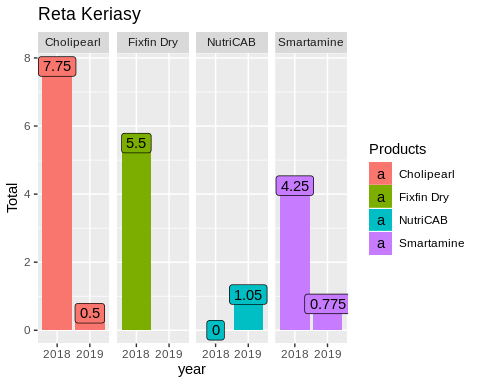 Reta Keriasy
Cholipearl Fixfin Dry NutriCAB Smartamine
8
7.75
6
5.5
Total
4
4.25
2
1.05
0.775
0.5
0
0
2018 2019 2018 2019 2018 2019 2018 2019
year
Products
a Cholipearl
a Fixfin Dry
a NutriCAB
a Smartamine